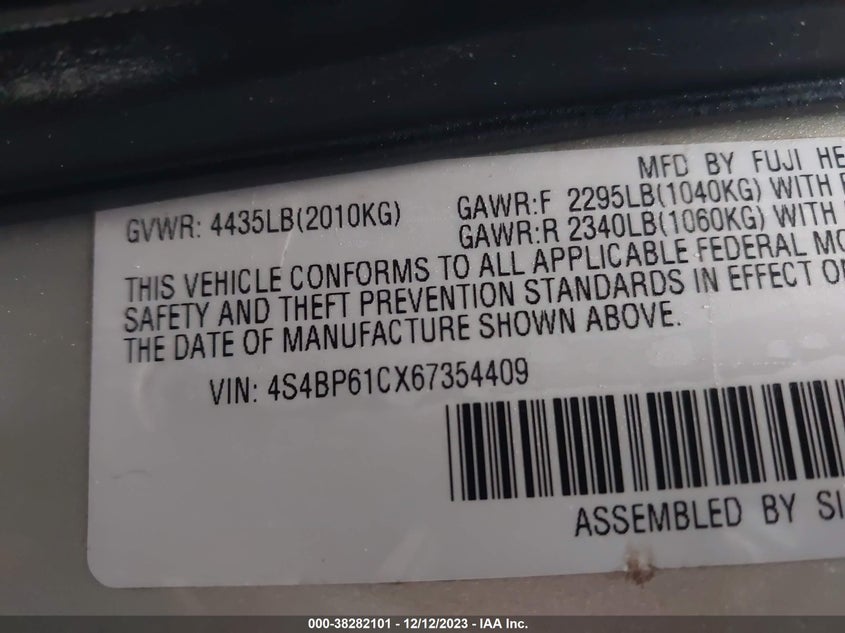 MFD BY FUJI HE
GVWR: 4435LB(2010KG)
GAWR:F 2295LB(1040KG) WITH
GAWR:R 2340LB(1060KG) WITH
THIS VEHICLE CONFORMS TO ALL APPLICABLE FEDERAL MO
SAFETY AND THEFT PREVENTION STANDARDS IN EFFECT O
THE DATE OF MANUFACTURE SHOWN ABOVE.
VIN: 4S4BP61CX67354409
ASSEMBLED BY SI
000-38282101 - 12/12/2023 - IAA Inc.